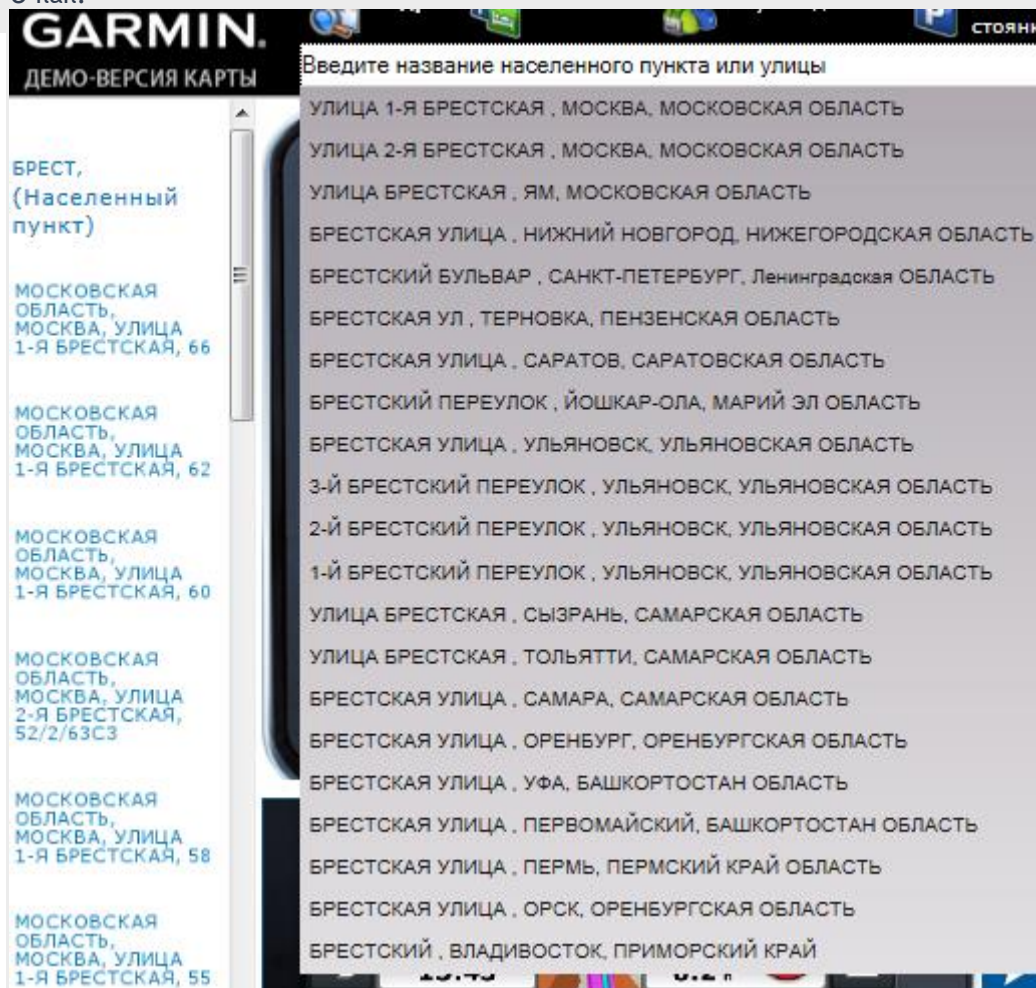 GARMIN.
ДЕМО-ВЕРСИЯ КАРТЫ
СТОЯНК
Введите название населенного пункта или улицы
БРЕСТ,
(Населенный
пункт)
МОСКОВСКАЯ
ОБЛАСТЬ,
МОСКВА, УЛИЦА
1-Я БРЕСТСКАЯ, 66
МОСКОВСКАЯ
ОБЛАСТЬ,
МОСКВА, УЛИЦА
1-Я БРЕСТСКАЯ, 62
МОСКОВСКАЯ
ОБЛАСТЬ,
МОСКВА, УЛИЦА
1-Я БРЕСТСКАЯ, 60
МОСКОВСКАЯ
ОБЛАСТЬ,
МОСКВА, УЛИЦА
2-Я БРЕСТСКАЯ,
52/2/63С3
МОСКОВСКАЯ
ОБЛАСТЬ,
МОСКВА, УЛИЦА
1-Я БРЕСТСКАЯ, 58
МОСКОВСКАЯ
ОБЛАСТЬ,
МОСКВА, УЛИЦА
1-Я БРЕСТСКАЯ, 55
УЛИЦА 1-Я БРЕСТСКАЯ , МОСКВА, МОСКОВСКАЯ ОБЛАСТЬ
УЛИЦА 2-Я БРЕСТСКАЯ , МОСКВА, МОСКОВСКАЯ ОБЛАСТЬ
УЛИЦА БРЕСТСКАЯ , ЯМ, МОСКОВСКАЯ ОБЛАСТЬ
БРЕСТСКАЯ УЛИЦА , НИЖНИЙ НОВГОРОД, НИЖЕГОРОДСКАЯ ОБЛАСТЬ
БРЕСТСКИЙ БУЛЬВАР , САНКТ-ПЕТЕРБУРГ, Ленинградская ОБЛАСТЬ
БРЕСТСКАЯ УЛ , ТЕРНОВКА, ПЕНЗЕНСКАЯ ОБЛАСТЬ
БРЕСТСКАЯ УЛИЦА , САРАТОВ, САРАТОВСКАЯ ОБЛАСТЬ
БРЕСТСКИЙ ПЕРЕУЛОК , ЙОШКАР-ОЛА, МАРИЙ ЭЛ ОБЛАСТЬ
БРЕСТСКАЯ УЛИЦА , УЛЬЯНОВСК, УЛЬЯНОВСКАЯ ОБЛАСТЬ
3-Й БРЕСТСКИЙ ПЕРЕУЛОК , УЛЬЯНОВСК, УЛЬЯНОВСКАЯ ОБЛАСТЬ
2-Й БРЕСТСКИЙ ПЕРЕУЛОК , УЛЬЯНОВСК, УЛЬЯНОВСКАЯ ОБЛАСТЬ
1-Й БРЕСТСКИЙ ПЕРЕУЛОК , УЛЬЯНОВСК, УЛЬЯНОВСКАЯ ОБЛАСТЬ
УЛИЦА БРЕСТСКАЯ , СЫЗРАНЬ, САМАРСКАЯ ОБЛАСТЬ
УЛИЦА БРЕСТСКАЯ , ТОЛЬЯТТИ, САМАРСКАЯ ОБЛАСТЬ
БРЕСТСКАЯ УЛИЦА , САМАРА, САМАРСКАЯ ОБЛАСТЬ
БРЕСТСКАЯ УЛИЦА , ОРЕНБУРГ, ОРЕНБУРГСКАЯ ОБЛАСТЬ
БРЕСТСКАЯ УЛИЦА , УФА, БАШКОРТОСТАН ОБЛАСТЬ
БРЕСТСКАЯ УЛИЦА , ПЕРВОМАЙСКИЙ, БАШКОРТОСТАН ОБЛАСТЬ
БРЕСТСКАЯ УЛИЦА , ПЕРМЬ, ПЕРМСКИЙ КРАЙ ОБЛАСТЬ
БРЕСТСКАЯ УЛИЦА , ОРСК, ОРЕНБУРГСКАЯ ОБЛАСТЬ
БРЕСТСКИЙ , ВЛАДИВОСТОК, ПРИМОРСКИЙ КРАЙ